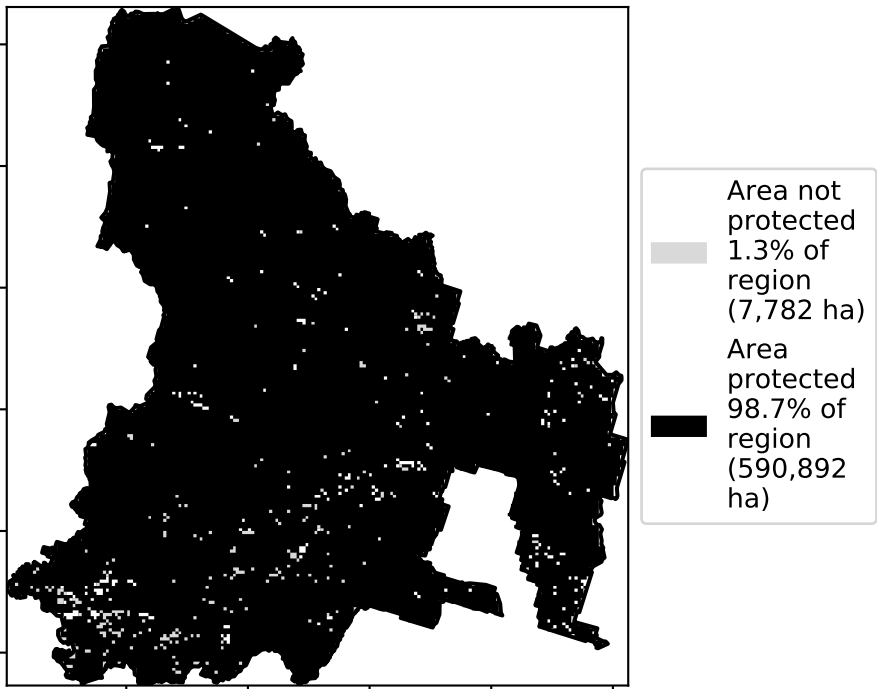 Area not
protected
1.3% of
region
(7,782 ha)
Area
protected
98.7% of
region
(590,892
ha)